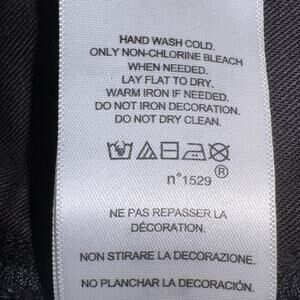 HAND WASH COLD.
ONLY NON-CHLORINE BLEACH
WHEN NEEDED.
LAY FLAT TO DRY.
WARM IRON IF NEEDED.
DO NOT IRON DECORATION.
DO NOT DRY CLEAN.
®
n°1529
NE PAS REPASSER LA
DÉCORATION.
NON STIRARE LA DECORAZIONE.
NO PLANCHAR LA DECORACIÓN.